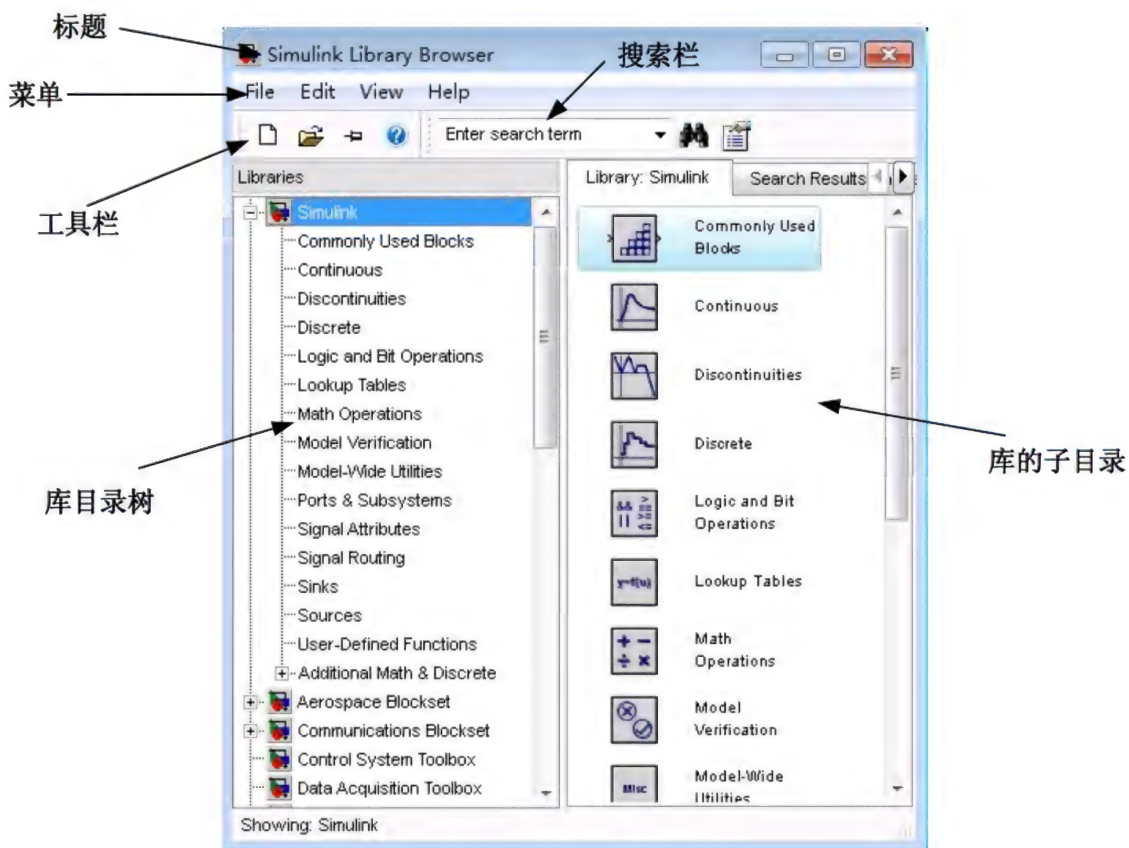 标题
Simulink Library Browser
搜索栏
菜单
File Edit View Help
Enter search term
工具栏
Libraries
Library: Simulink
Search Results
Simulink
Commonly Used Blocks
Continuous
Discontinuities
Discrete
Logic and Bit Operations
Lookup Tables
Math Operations
Model Verification
Model-Wide Utilities
Ports & Subsystems
Signal Attributes
Signal Routing
Sinks
Sources
User-Defined Functions
Additional Math & Discrete
Aerospace Blockset
Communications Blockset
Control System Toolbox
Data Acquisition Toolbox
库目录树
Commonly Used
Blocks
Continuous
Discontinuities
Discrete
Logic and Bit
Operations
y=f(u)
Lookup Tables
Math
Operations
Model
Verification
Misc
Model-Wide
Utilities
库的子目录
Showing: Simulink